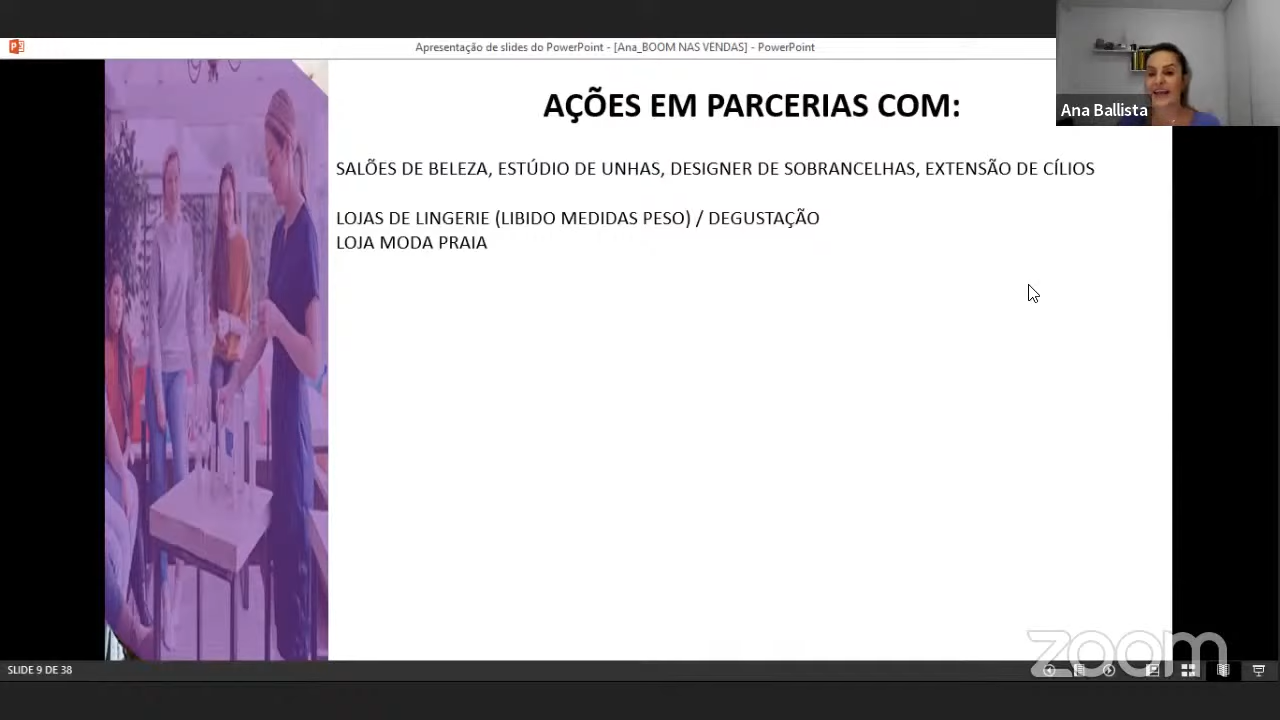 Apresentação de slides do PowerPoint - [Ana_BOOM NAS VENDAS] - PowerPoint
Ana Ballista
AÇÕES EM PARCERIAS COM:
SALÕES DE BELEZA, ESTÚDIO DE UNHAS, DESIGNER DE SOBRANCELHAS, EXTENSÃO DE CÍLIOS
LOJAS DE LINGERIE (LIBIDO MEDIDAS PESO) / DEGUSTAÇÃO
LOJA MODA PRAIA
zoom
SLIDE 9 DE 38